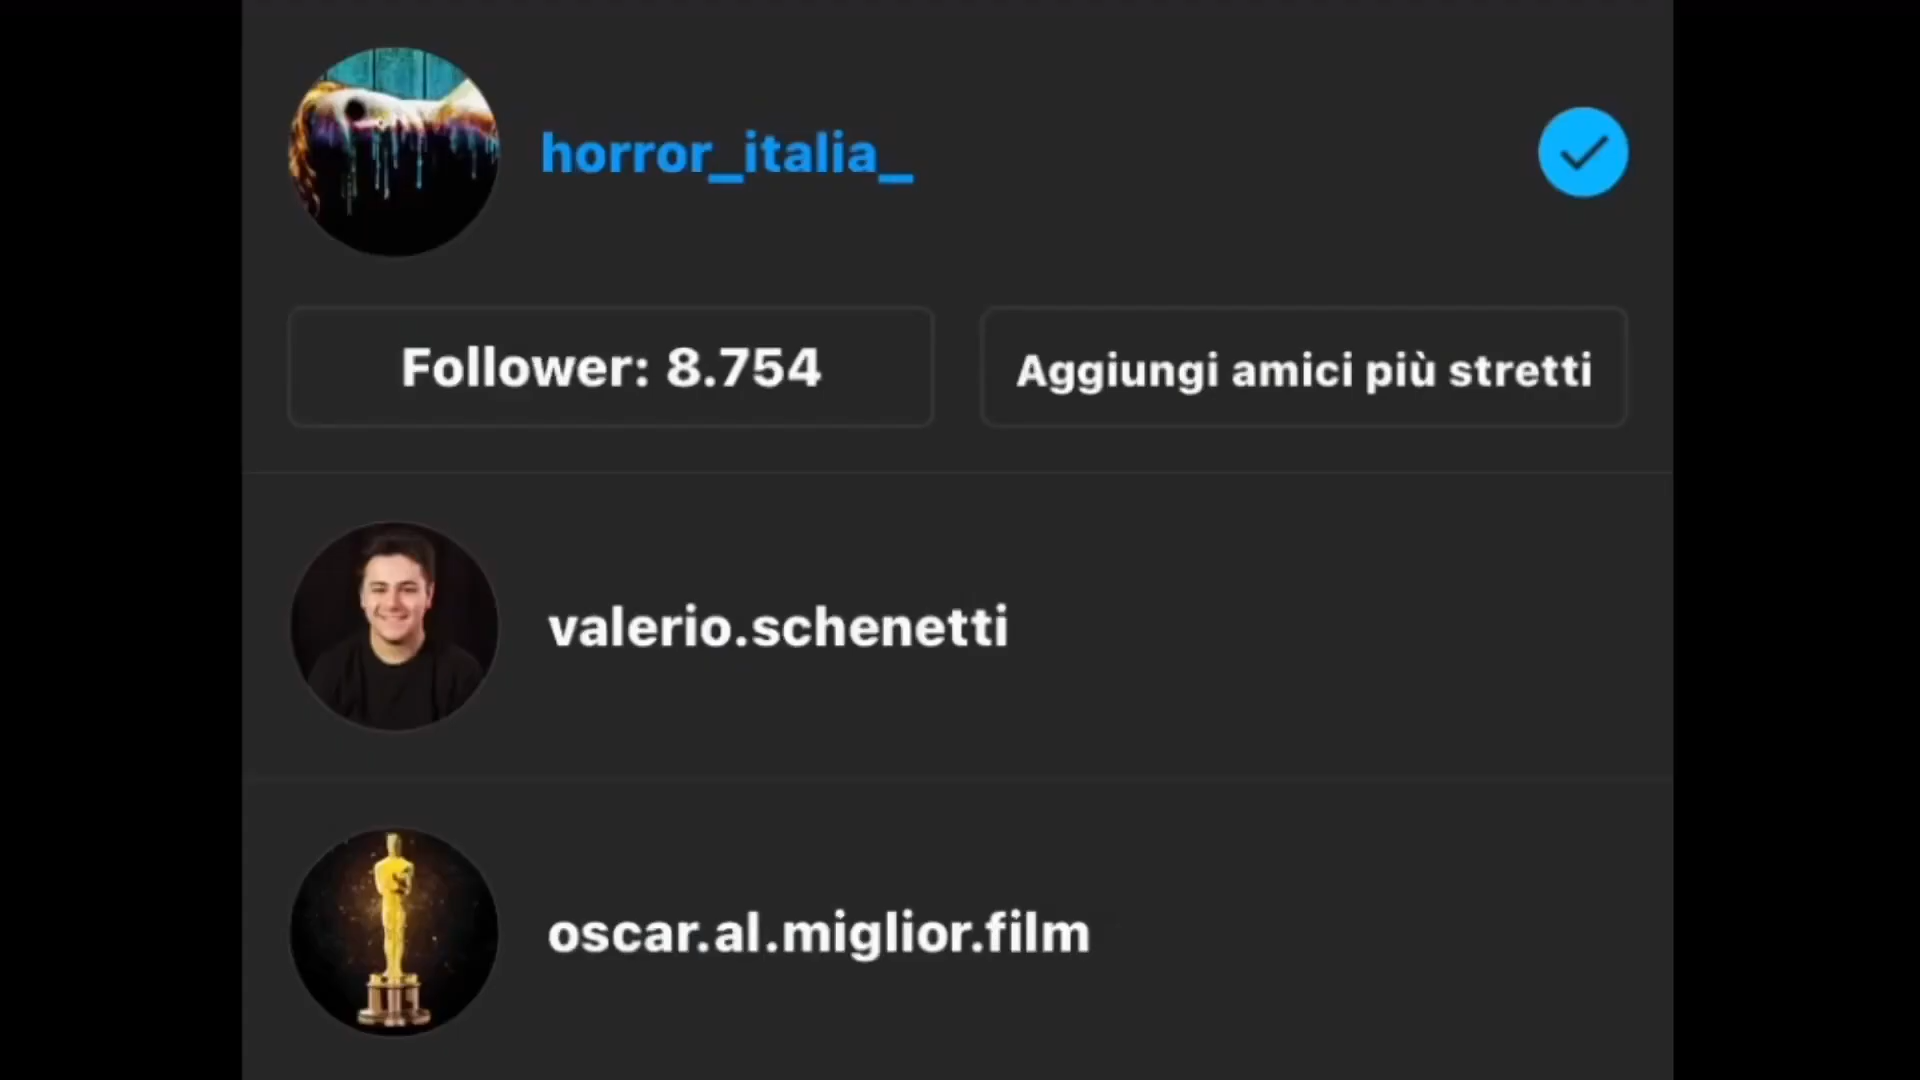 horror_italia_
Follower: 8.754
Aggiungi amici più stretti
valerio.schenetti
oscar.al.miglior.film